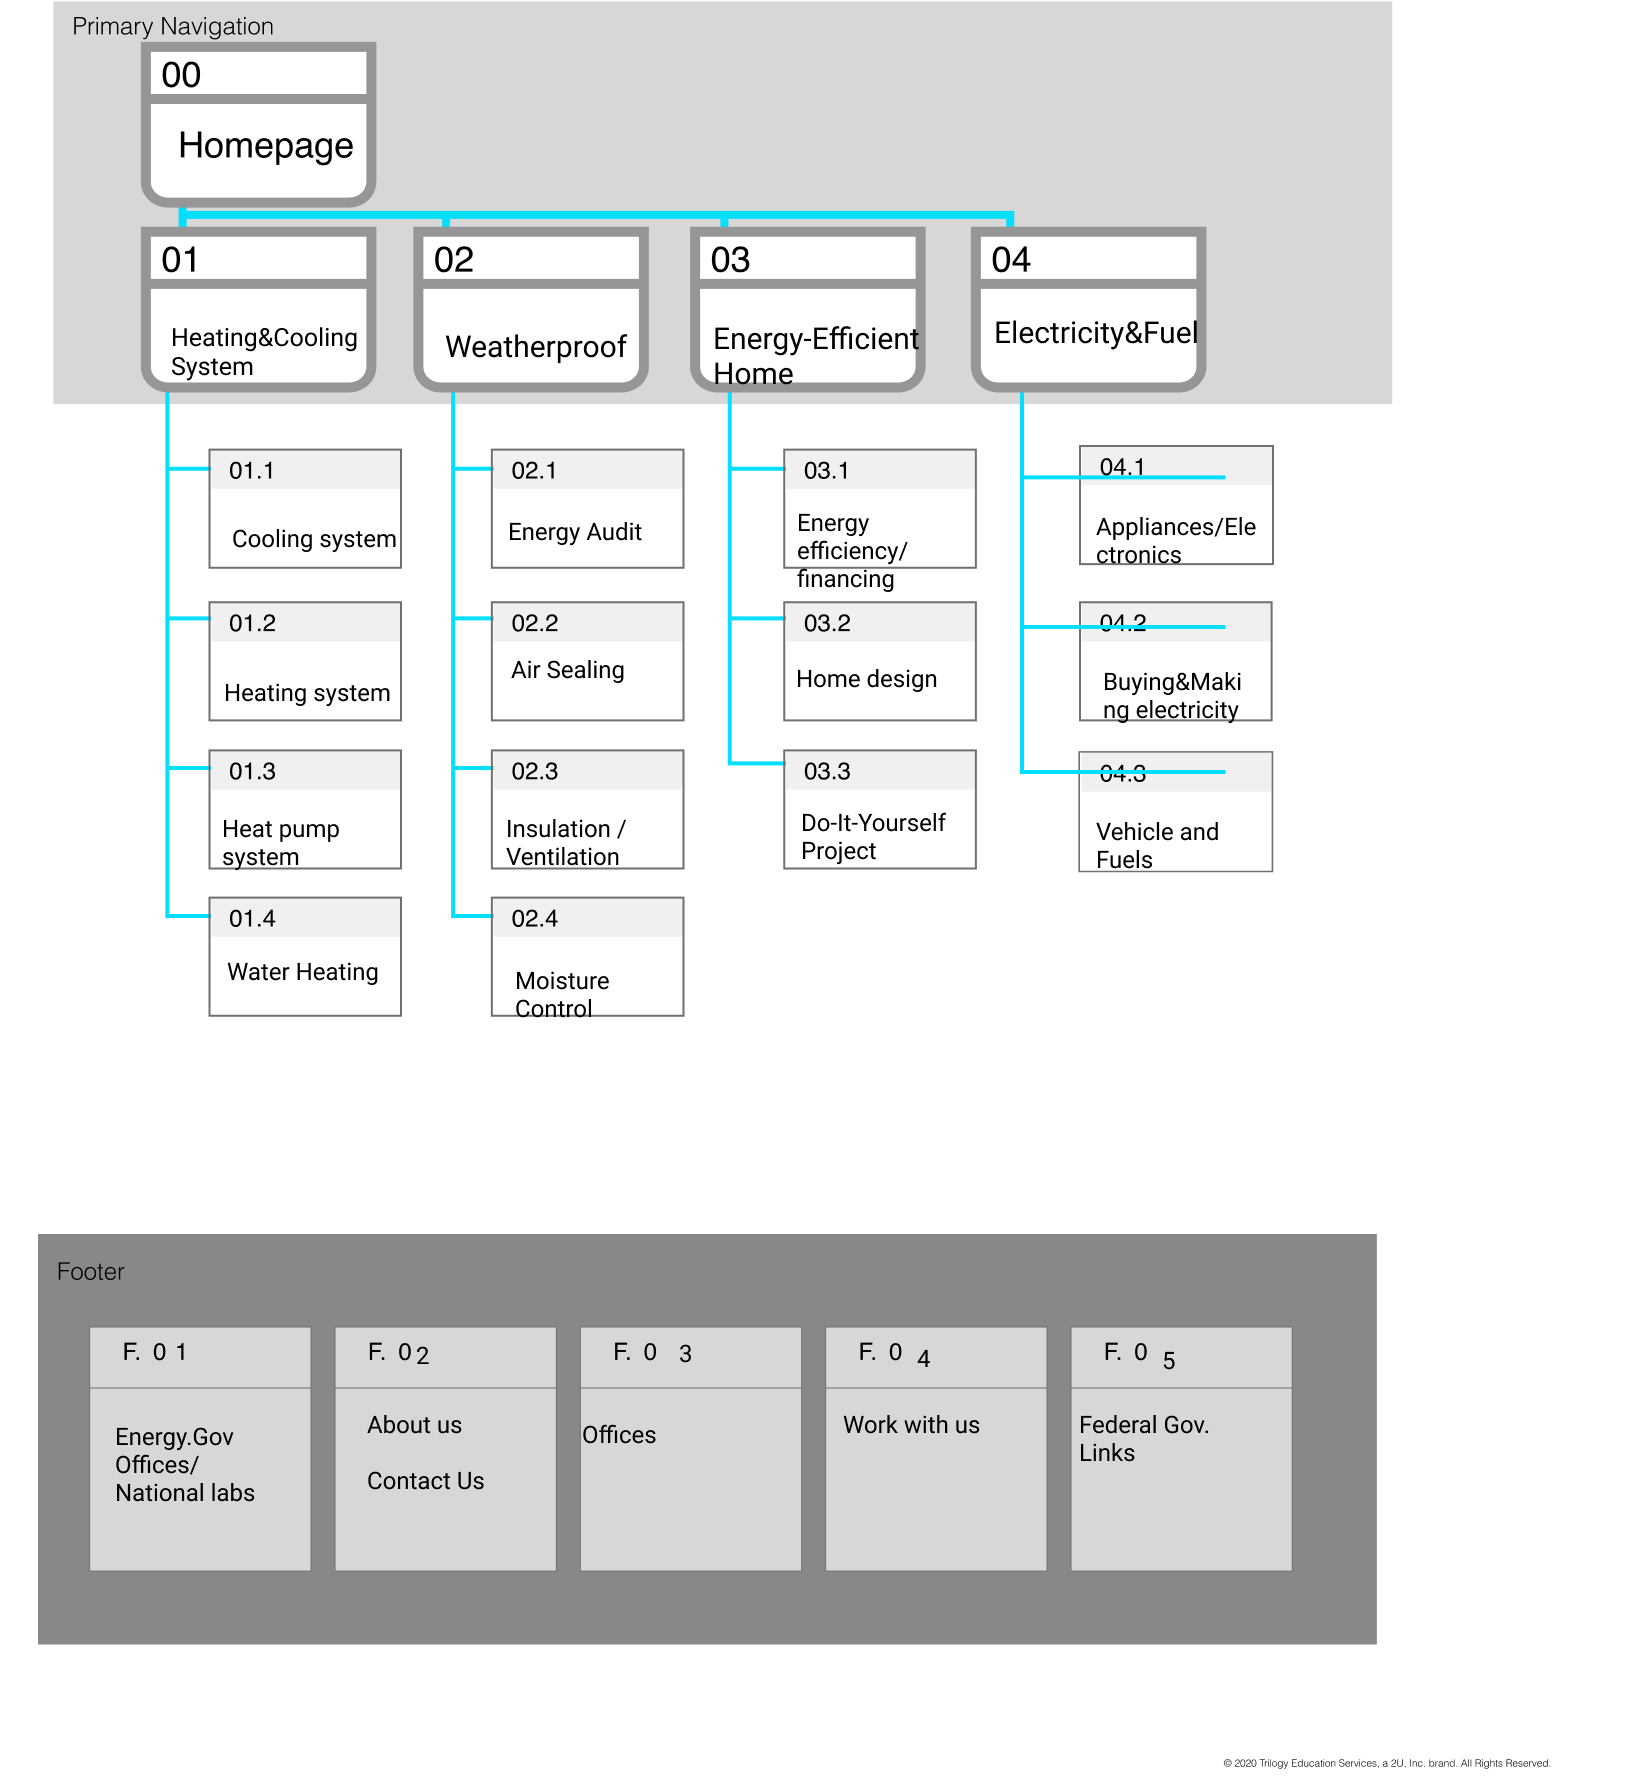 Primary Navigation
00
Homepage
01
Heating&Cooling
System
02
Weatherproof
03
Energy-Efficient
Home
04
Electricity&Fuel
01.1
Cooling system
01.2
Heating system
01.3
Heat pump
system
01.4
Water Heating
02.1
Energy Audit
02.2
Air Sealing
02.3
Insulation /
Ventilation
02.4
Moisture
Control
03.1
Energy
efficiency/
financing
03.2
Home design
03.3
Do-It-Yourself
Project
04.1
Appliances/Ele
ctronics
04.2
Buying&Maki
ng electricity
04.3
Vehicle and
Fuels
Footer
F. 0 1
Energy.Gov
Offices/
National labs
F. 0 2
About us
Contact Us
F. 0 3
Offices
F. 0 4
Work with us
F. 0 5
Federal Gov.
Links
© 2020 Trilogy Education Services, a 2U, Inc. brand. All Rights Reserved.